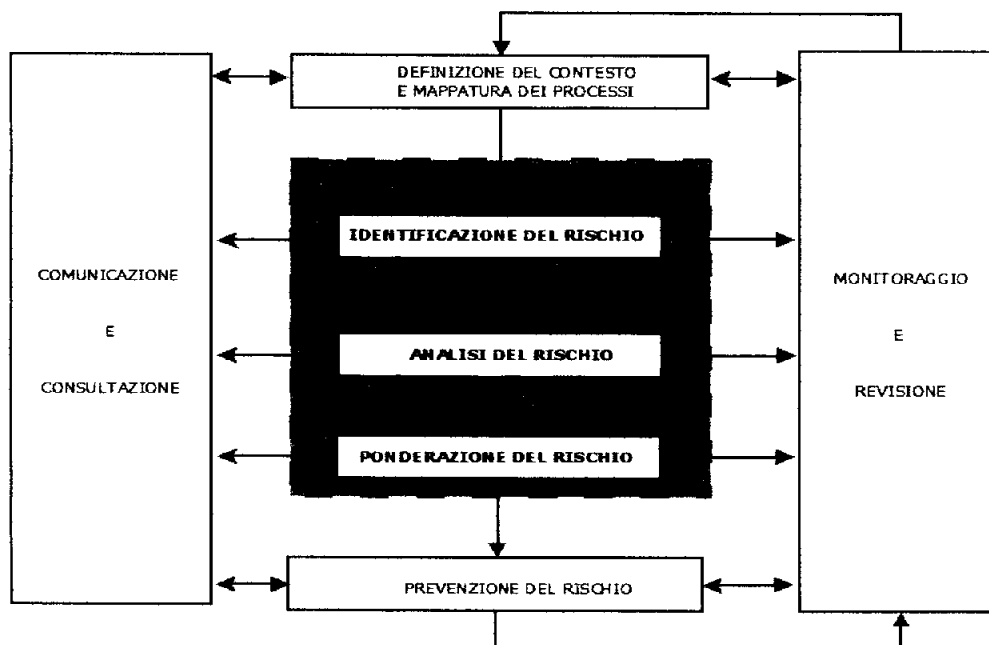 DEFINIZIONE DEL CONTESTO
E MAPPATURA DEI PROCESSI
IDENTIFICAZIONE DEL RISCHIO
COMUNICAZIONE
E
CONSULTAZIONE
MONITORAGGIO
E
REVISIONE
ANALISI DEL RISCHIO
PONDERAZIONE DEL RISCHIO
PREVENZIONE DEL RISCHIO